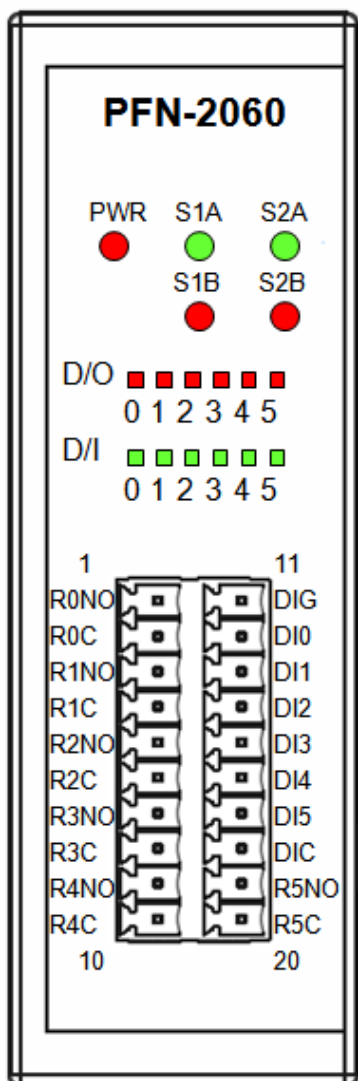 PFN-2060
PWR S1A S2A
S1B S2B
D/O
0 1 2 3 4 5
D/I
0 1 2 3 4 5
1 11
R0NO DIG
R0C DI0
R1NO DI1
R1C DI2
R2NO DI3
R2C DI4
R3NO DI5
R3C DIC
R4NO R5NO
R4C R5C
10 20